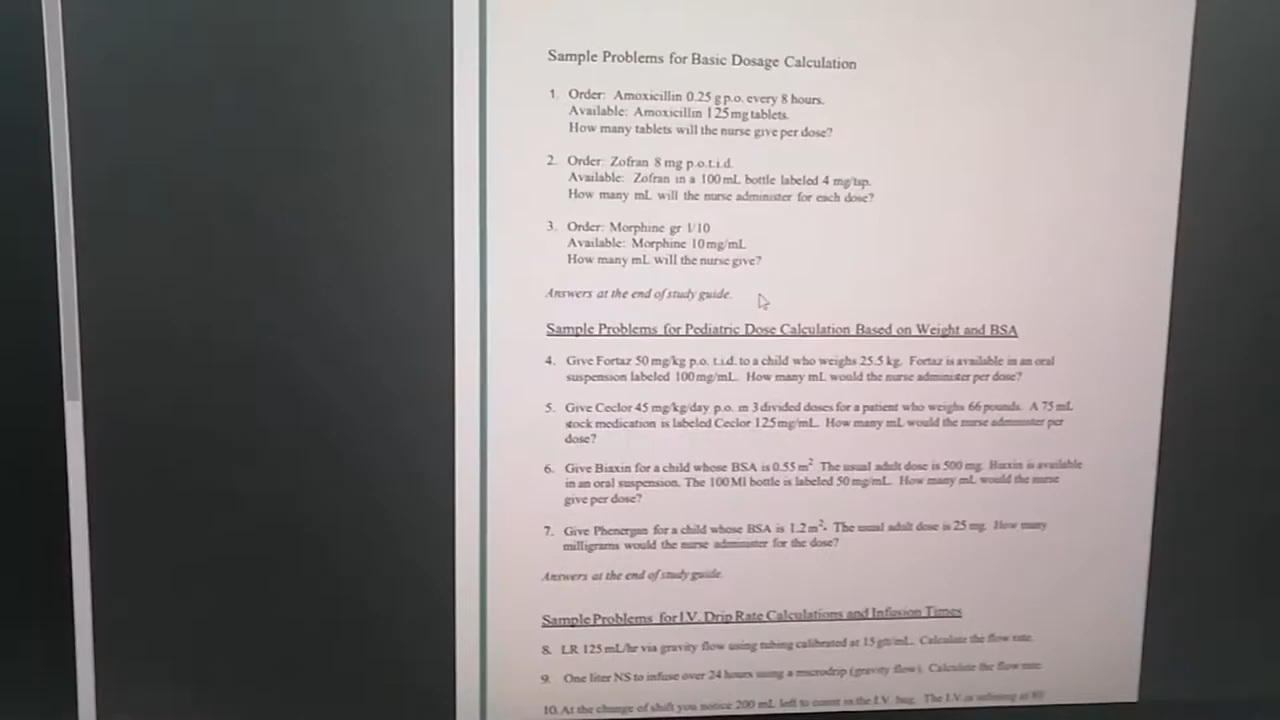 Sample Problems for Basic Dosage Calculation
1. Order: Amoxicillin 0.25 g p.o. every 8 hours.
Available: Amoxicillin 125 mg tablets.
How many tablets will the nurse give per dose?
2. Order: Zofran 8 mg p.o.t.i.d.
Available: Zofran in a 100 mL bottle labeled 4 mg/tsp.
How many mL will the nurse administer for each dose?
3. Order: Morphine gr 1/10
Available: Morphine 10 mg/mL
How many mL will the nurse give?
Answers at the end of study guide.
Sample Problems for Pediatric Dose Calculation Based on Weight and BSA
4. Give Fortaz 50 mg/kg p.o. t.i.d. to a child who weighs 25.5 kg. Fortaz is available in an oral
suspension labeled 100 mg/mL. How many mL would the nurse administer per dose?
5. Give Ceclor 45 mg/kg/day p.o. in 3 divided doses for a patient who weighs 66 pounds. A 75 mL
stock medication is labeled Ceclor 125 mg/mL. How many mL would the nurse administer per
dose?
6. Give Biaxin for a child whose BSA is 0.55 m² The usual adult dose is 500 mg. Biaxin is available
in an oral suspension. The 100 Ml bottle is labeled 50 mg/mL. How many mL would the nurse
give per dose?
7. Give Phenergan for a child whose BSA is 1.2 m². The usual adult dose is 25 mg. How many
milligrams would the nurse administer for the dose?
Answers at the end of study guide.
Sample Problems for I.V. Drip Rate Calculations and Infusion Times
8. LR 125 mL/hr via gravity flow using tubing calibrated at 15 gtt/mL. Calculate the flow rate.
9. One liter NS to infuse over 24 hours using a microdrip (gravity flow). Calculate the flow rate.
10. At the change of shift you notice 200 mL left to count in the I.V. bag. The I.V. is infusing at